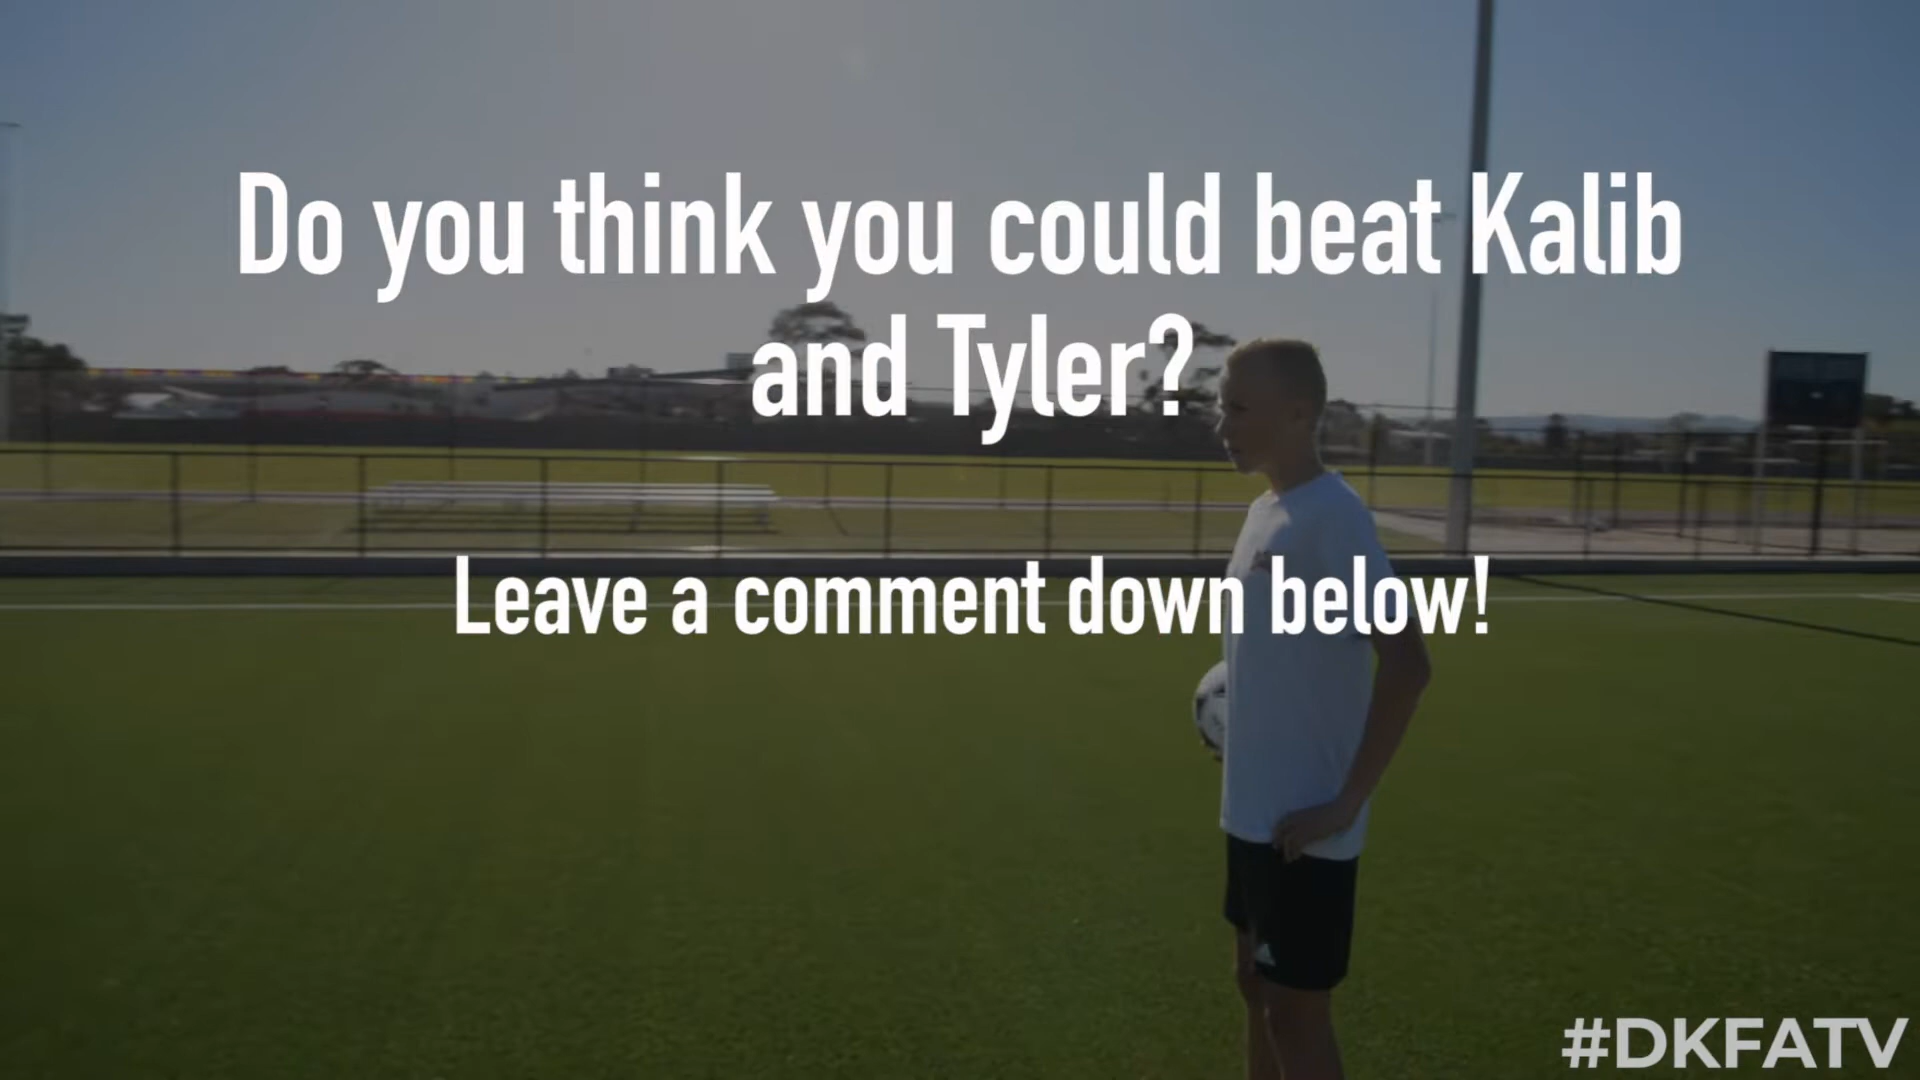 Do you think you could beat Kalib
and Tyler?
Leave a comment down below!
#DKFATV